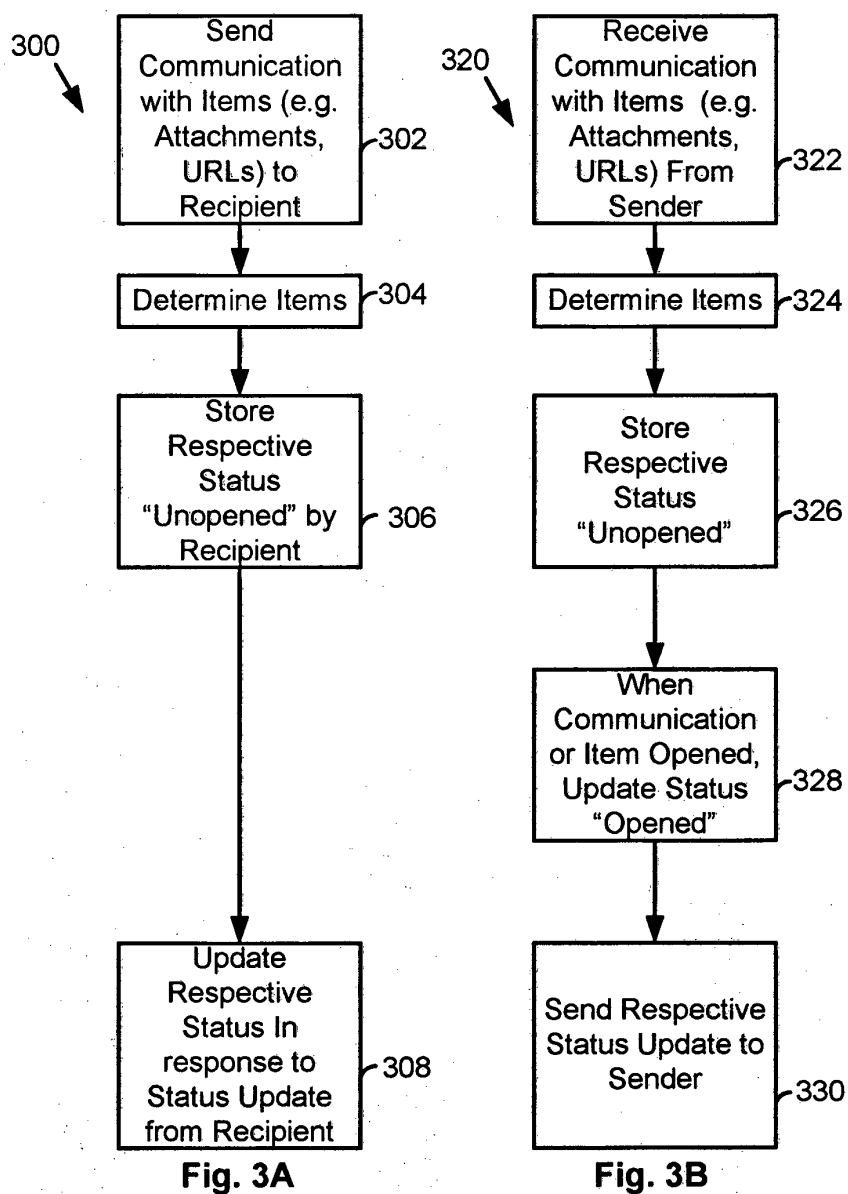 300
Send
Communication
with Items (e.g.
Attachments,
URLs) to
Recipient
302
Determine Items
304
Store
Respective
Status
“Unopened” by
Recipient
306
Update
Respective
Status In
response to
Status Update
from Recipient
308
Fig. 3A
320
Receive
Communication
with Items (e.g.
Attachments,
URLs) From
Sender
322
Determine Items
324
Store
Respective
Status
“Unopened”
326
When
Communication
or Item Opened,
Update Status
“Opened”
328
Send Respective
Status Update to
Sender
330
Fig. 3B